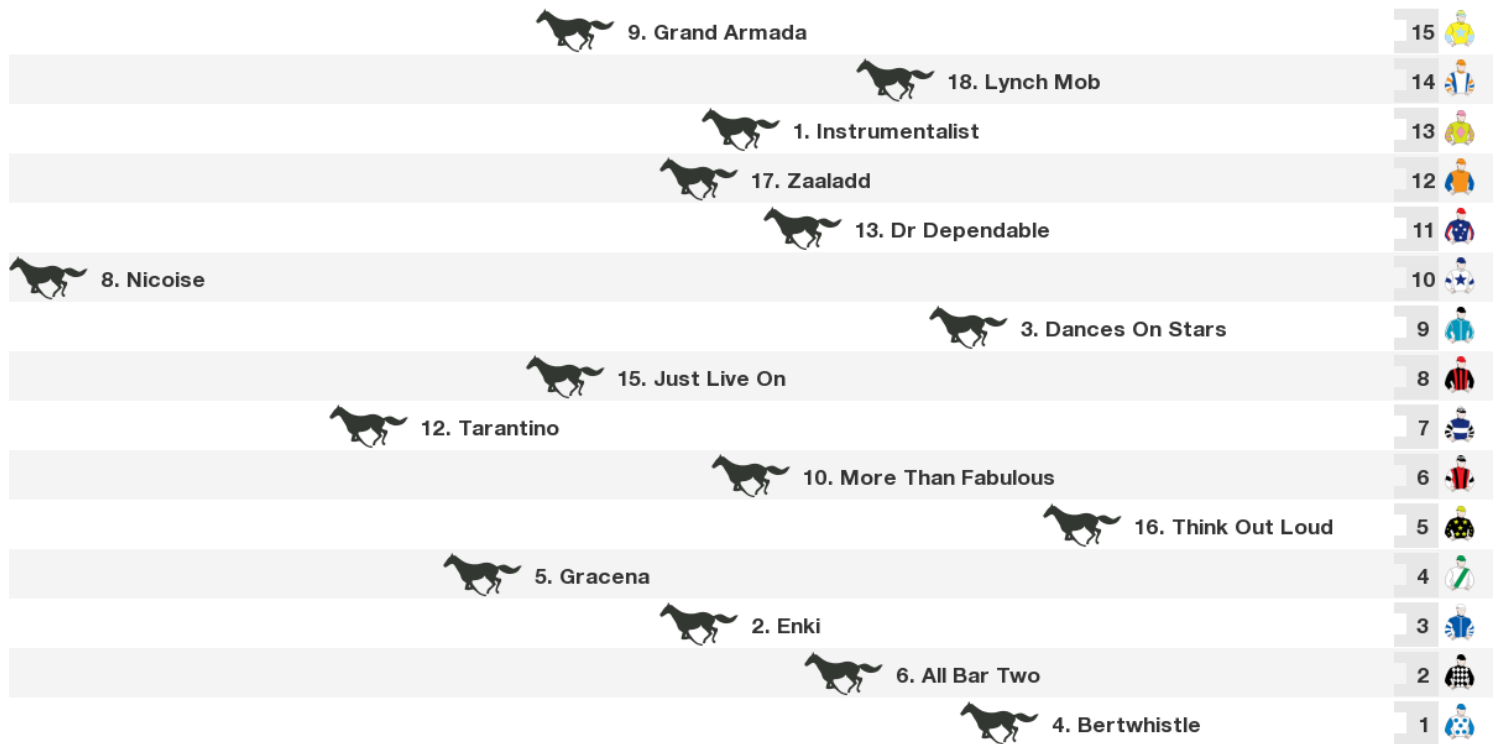 9. Grand Armada 15
18. Lynch Mob 14
1. Instrumentalist 13
17. Zaaladd 12
13. Dr Dependable 11
8. Nicoise 10
3. Dances On Stars 9
15. Just Live On 8
12. Tarantino 7
10. More Than Fabulous 6
16. Think Out Loud 5
5. Gracena 4
2. Enki 3
6. All Bar Two 2
4. Bertwhistle 1